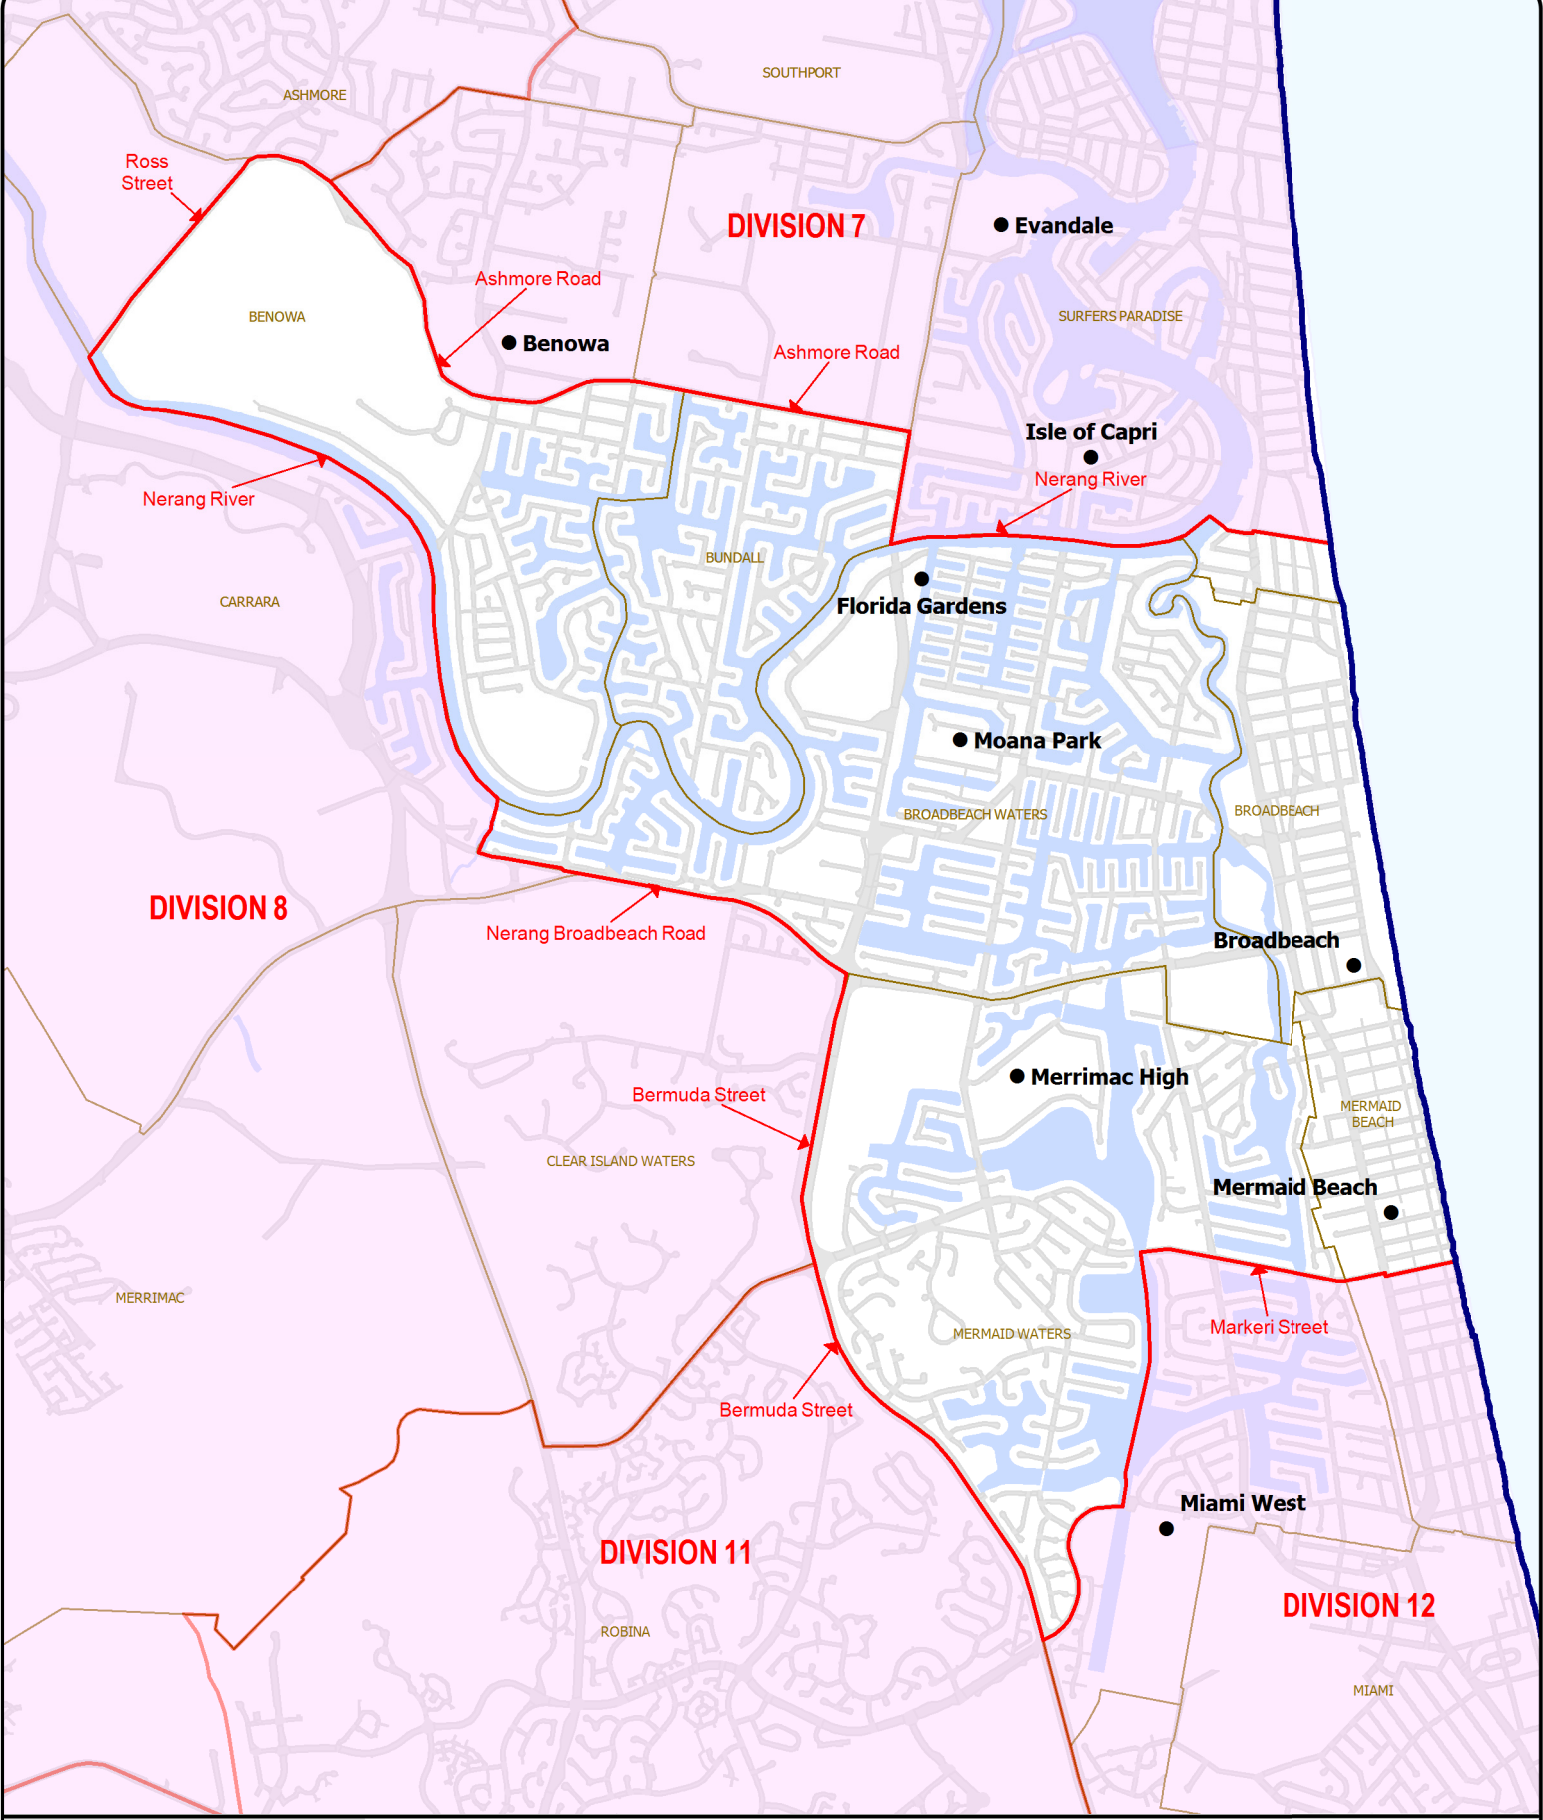 SOUTHPORT
ASHMORE
Ross
Street
DIVISION 7
Evandale
Ashmore Road
BENOWA
SURFERS PARADISE
Benowa
Ashmore Road
Isle of Capri
Nerang River
Nerang River
BUNDALL
CARRARA
Florida Gardens
Moana Park
BROADBEACH WATERS
BROADBEACH
DIVISION 8
Nerang Broadbeach Road
Broadbeach
Merrimac High
Bermuda Street
MERMAID
BEACH
CLEAR ISLAND WATERS
Mermaid Beach
MERRIMAC
Markeri Street
MERMAID WATERS
Bermuda Street
Miami West
DIVISION 11
DIVISION 12
ROBINA
MIAMI